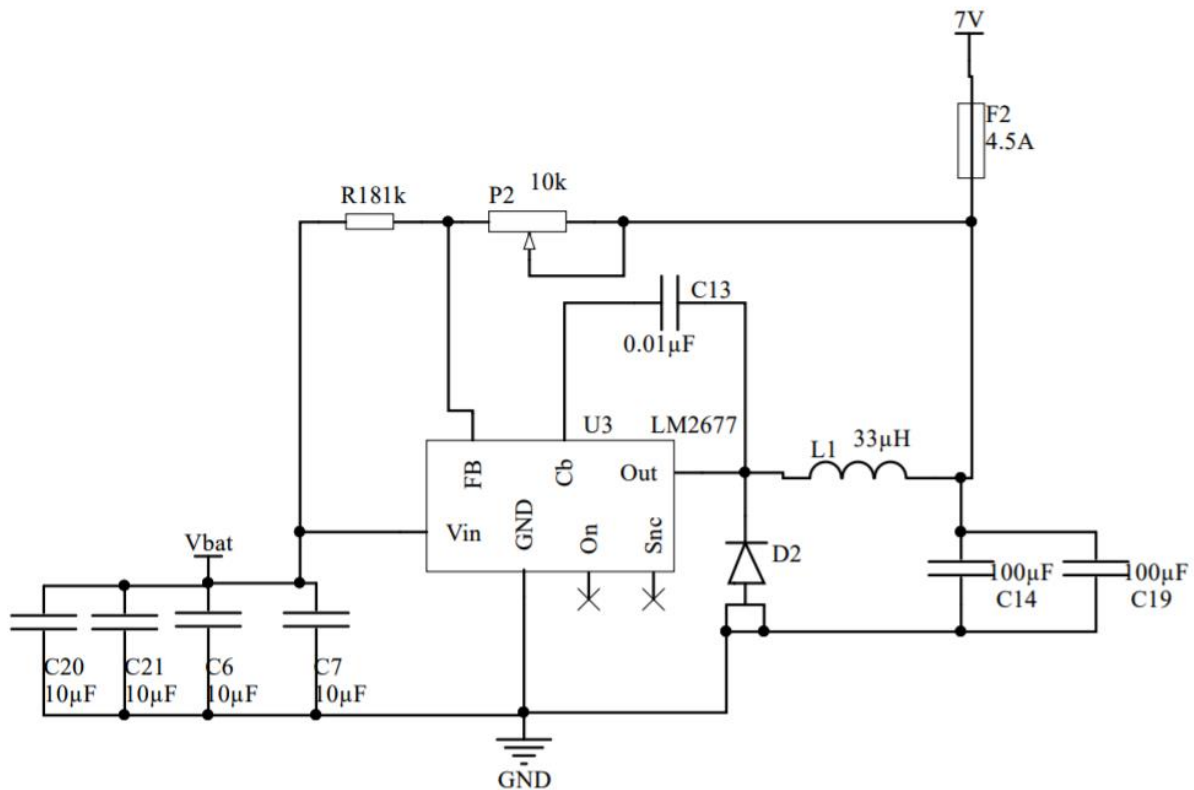 7V
F2
4.5A
R181k
P2
10k
C13
0.01µF
U3
LM2677
FB
Cb
Out
L1
33µH
Vin
GND
On
Snc
Vbat
D2
100µF
C14
100µF
C19
C20
10µF
C21
10µF
C6
10µF
C7
10µF
GND